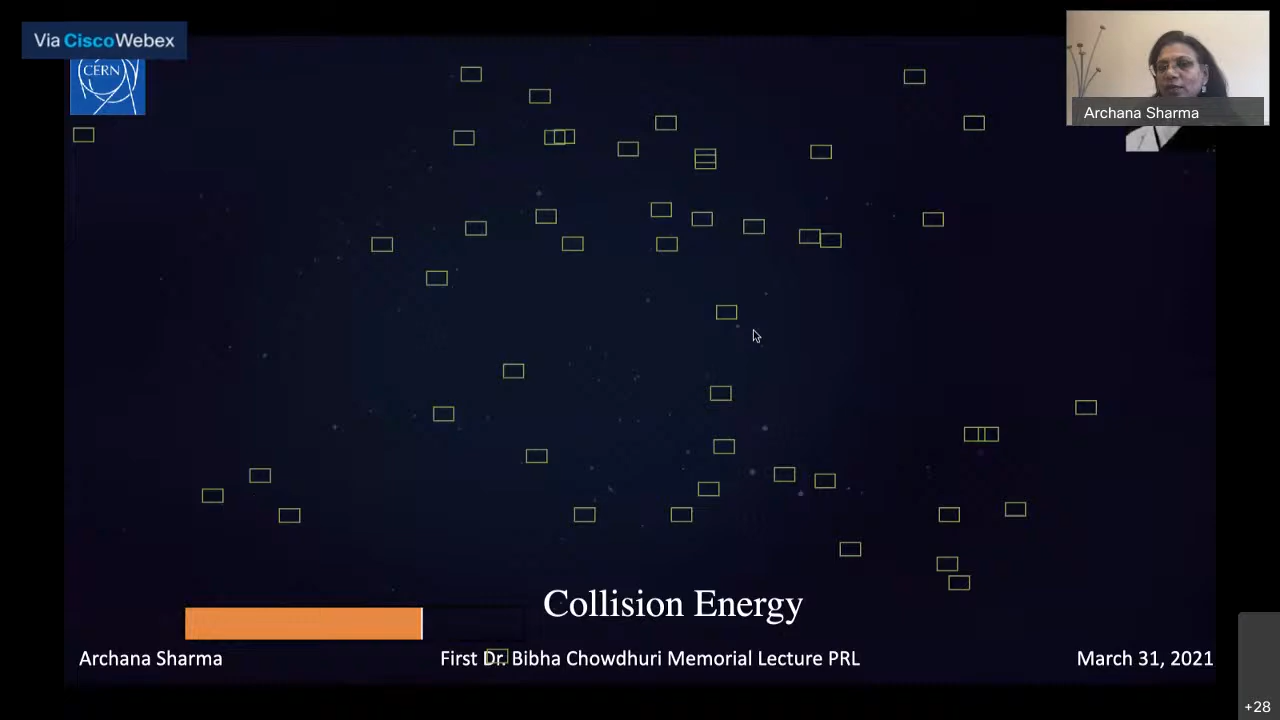 Via CiscoWebex
CERN
Archana Sharma
Collision Energy
Archana Sharma
First Dr. Bibha Chowdhuri Memorial Lecture PRL
March 31, 2021
+28